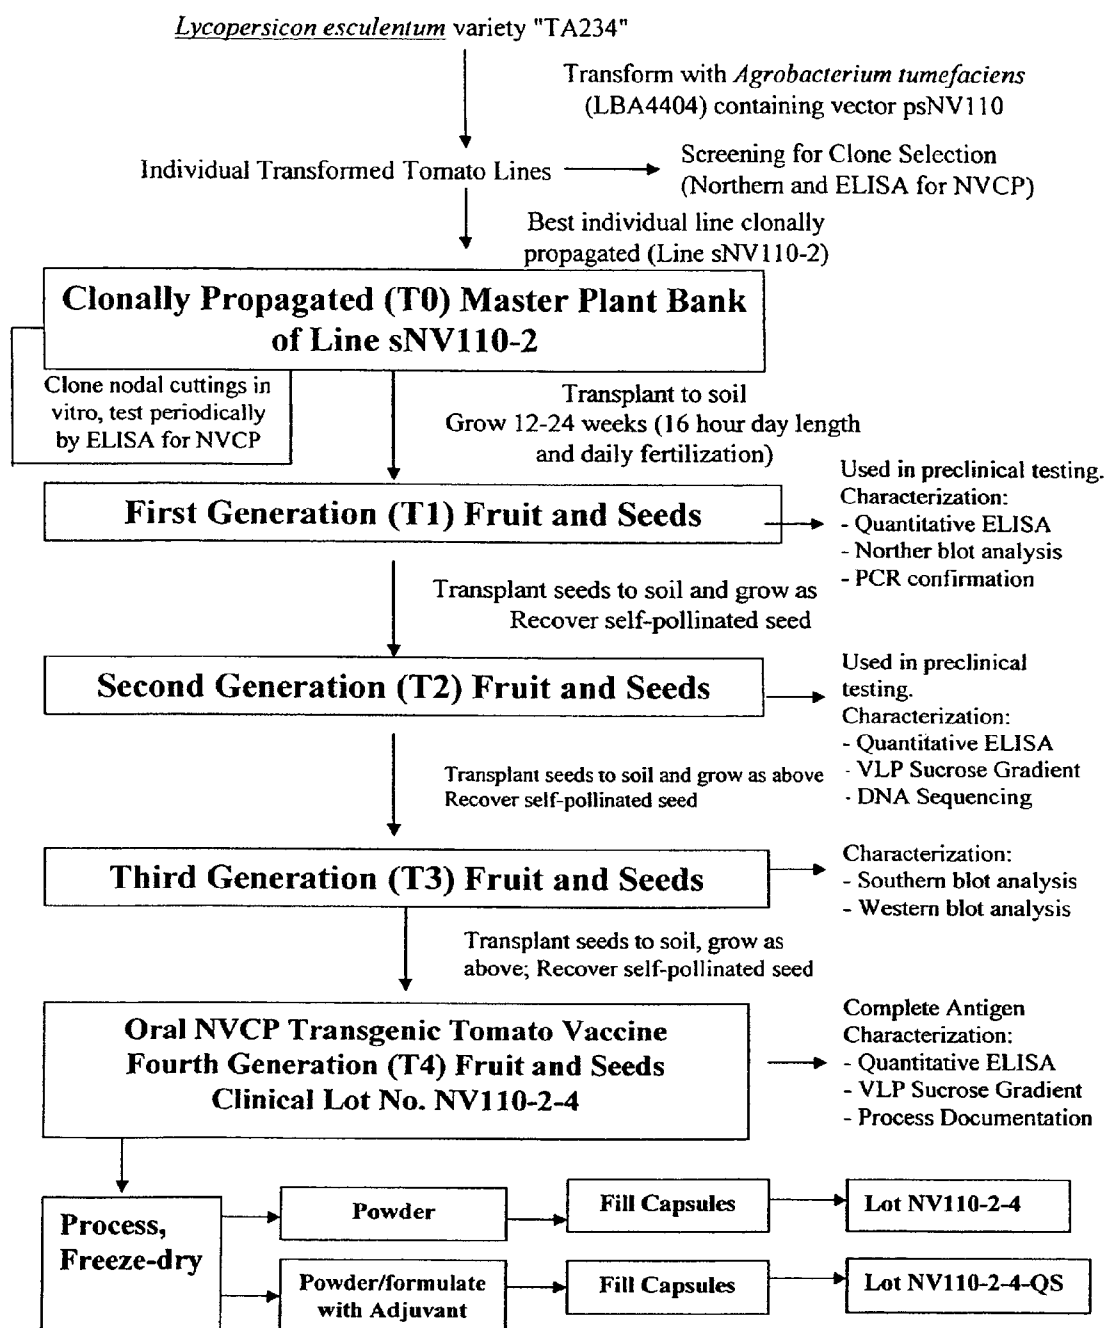 Lycopersicon esculentum variety "TA234"
Transform with Agrobacterium tumefaciens
(LBA4404) containing vector psNV110
Individual Transformed Tomato Lines
Screening for Clone Selection
(Northern and ELISA for NVCP)
Best individual line clonally
propagated (Line sNV110-2)
Clonally Propagated (T0) Master Plant Bank
of Line sNV110-2
Clone nodal cuttings in
vitro, test periodically
by ELISA for NVCP
Transplant to soil
Grow 12-24 weeks (16 hour day length
and daily fertilization)
First Generation (T1) Fruit and Seeds
Used in preclinical testing.
Characterization:
- Quantitative ELISA
- Norther blot analysis
- PCR confirmation
Transplant seeds to soil and grow as
Recover self-pollinated seed
Second Generation (T2) Fruit and Seeds
Used in preclinical
testing.
Characterization:
- Quantitative ELISA
- VLP Sucrose Gradient
- DNA Sequencing
Transplant seeds to soil and grow as above
Recover self-pollinated seed
Third Generation (T3) Fruit and Seeds
Characterization:
- Southern blot analysis
- Western blot analysis
Transplant seeds to soil, grow as
above; Recover self-pollinated seed
Oral NVCP Transgenic Tomato Vaccine
Fourth Generation (T4) Fruit and Seeds
Clinical Lot No. NV110-2-4
Complete Antigen
Characterization:
- Quantitative ELISA
- VLP Sucrose Gradient
- Process Documentation
Process,
Freeze-dry
Powder
Fill Capsules
Lot NV110-2-4
Powder/formulate
with Adjuvant
Fill Capsules
Lot NV110-2-4-QS